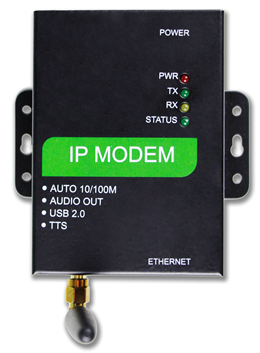 POWER
PWR
TX
RX
STATUS
IP MODEM
AUTO 10/100M
AUDIO OUT
USB 2.0
TTS
ETHERNET